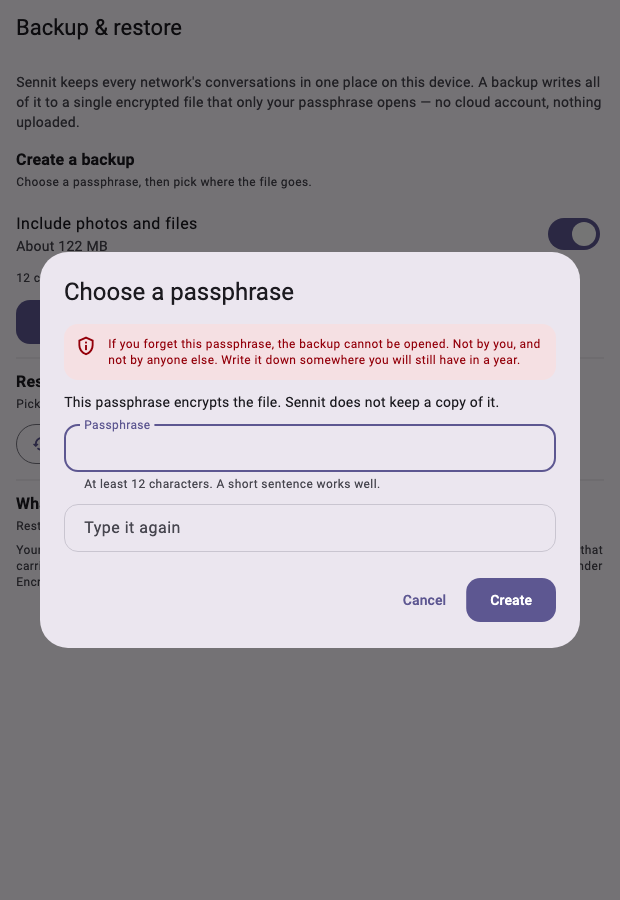 Backup & restore
Sennit keeps every network's conversations in one place on this device. A backup writes all
of it to a single encrypted file that only your passphrase opens — no cloud account, nothing
uploaded.
Create a backup
Choose a passphrase, then pick where the file goes.
Include photos and files
About 122 MB
12
Choose a passphrase
If you forget this passphrase, the backup cannot be opened. Not by you, and
not by anyone else. Write it down somewhere you will still have in a year.
This passphrase encrypts the file. Sennit does not keep a copy of it.
Passphrase
At least 12 characters. A short sentence works well.
Type it again
Cancel
Create
Pick
Your
that